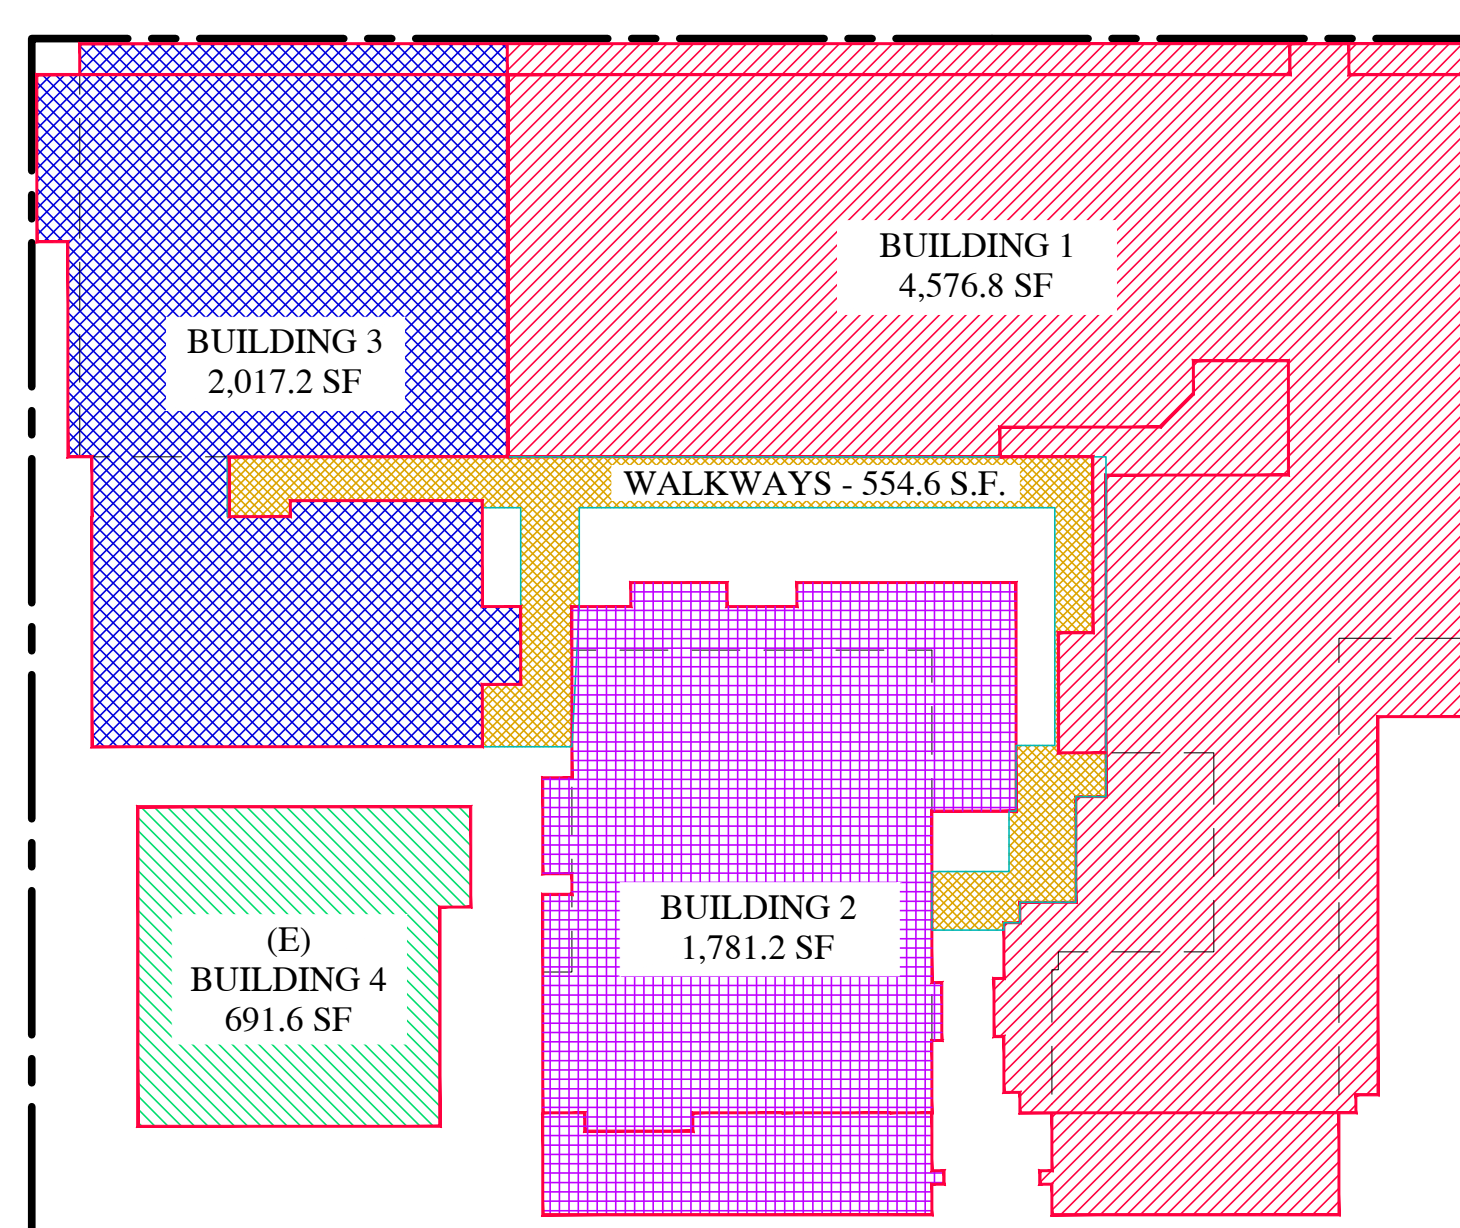 BUILDING 1
4,576.8 SF
BUILDING 3
2,017.2 SF
WALKWAYS - 554.6 S.F.
BUILDING 2
1,781.2 SF
(E)
BUILDING 4
691.6 SF